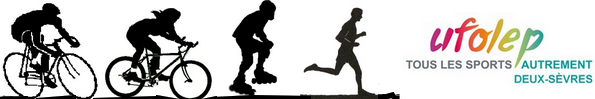 ufolep
TOUS LES SPORTS AUTREMENT
DEUX-SÈVRES